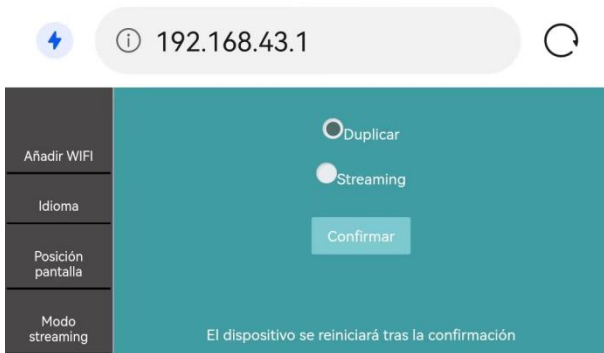 192.168.43.1
Añadir WIFI
Idioma
Posición
pantalla
Modo
streaming
Duplicar
Streaming
Confirmar
El dispositivo se reiniciará tras la confirmación